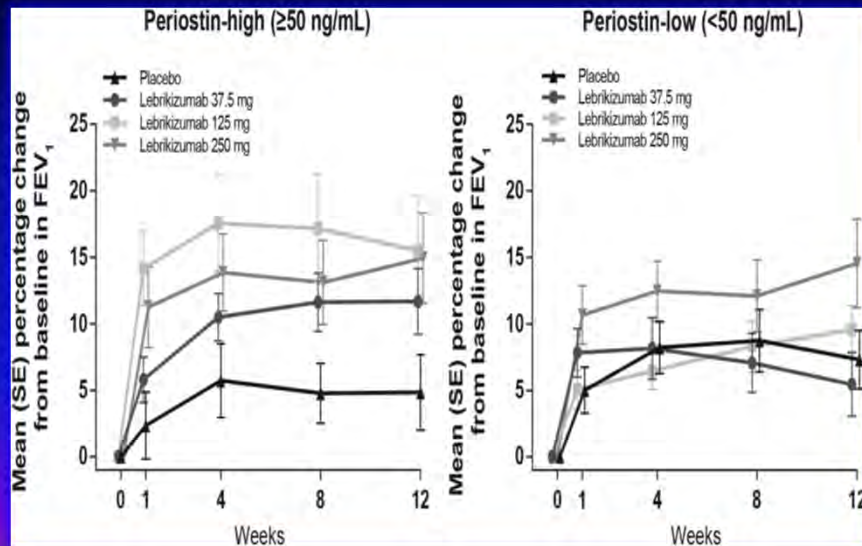 Periostin-high (≥50 ng/mL)
Placebo
Lebrikizumab 37.5 mg
Lebrikizumab 125 mg
Lebrikizumab 250 mg
Mean (SE) percentage change
from baseline in FEV₁
25
20
15
10
5
0
0 1 4 8 12
Weeks
Periostin-low (<50 ng/mL)
Placebo
Lebrikizumab 37.5 mg
Lebrikizumab 125 mg
Lebrikizumab 250 mg
Mean (SE) percentage change
from baseline in FEV₁
25
20
15
10
5
0
0 1 4 8 12
Weeks